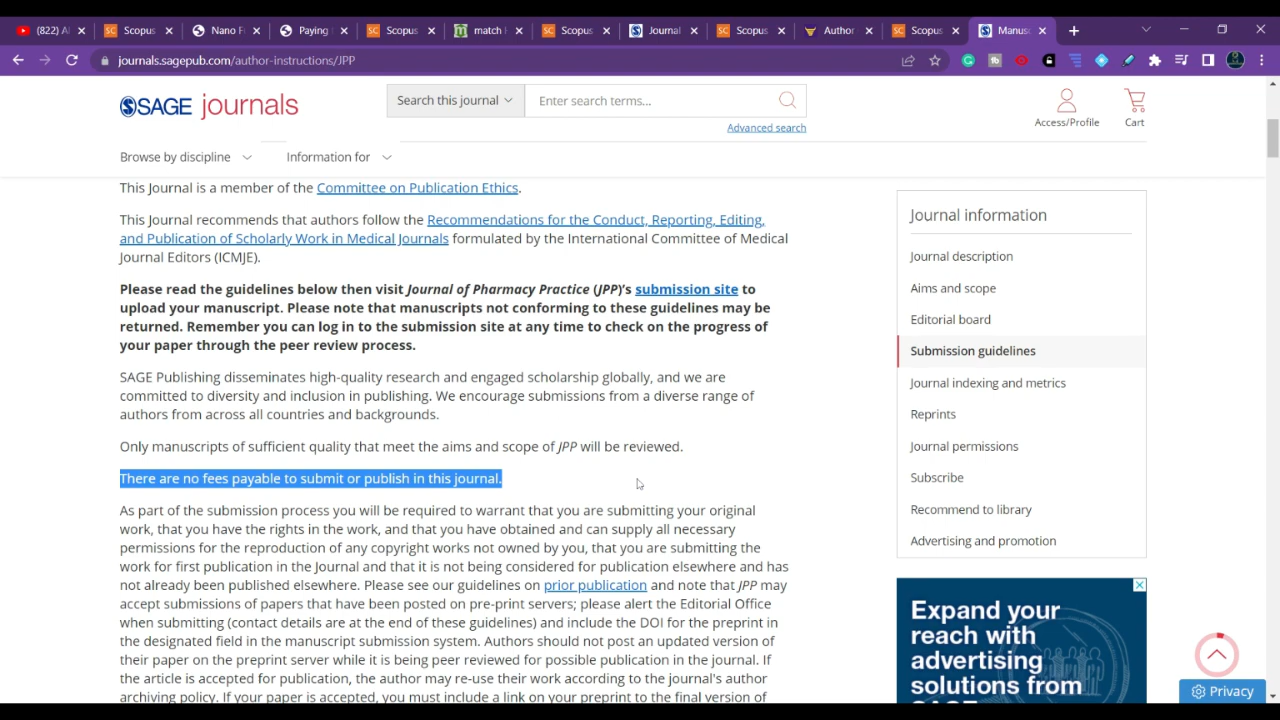 (822) A
Scopus
Nano F
Paying
Scopus
match
Scopus
Journal
Scopus
Author
Scopus
Manus
journals.sagepub.com/author-instructions/JPP
SAGE journals
Search this journal
Enter search terms...
Advanced search
Access/Profile
Cart
Browse by discipline
Information for
This Journal is a member of the Committee on Publication Ethics.
This Journal recommends that authors follow the Recommendations for the Conduct, Reporting, Editing,
and Publication of Scholarly Work in Medical Journals formulated by the International Committee of Medical
Journal Editors (ICMJE).
Please read the guidelines below then visit Journal of Pharmacy Practice (JPP)'s submission site to
upload your manuscript. Please note that manuscripts not conforming to these guidelines may be
returned. Remember you can log in to the submission site at any time to check on the progress of
your paper through the peer review process.
SAGE Publishing disseminates high-quality research and engaged scholarship globally, and we are
committed to diversity and inclusion in publishing. We encourage submissions from a diverse range of
authors from across all countries and backgrounds.
Only manuscripts of sufficient quality that meet the aims and scope of JPP will be reviewed.
There are no fees payable to submit or publish in this journal.
As part of the submission process you will be required to warrant that you are submitting your original
work, that you have the rights in the work, and that you have obtained and can supply all necessary
permissions for the reproduction of any copyright works not owned by you, that you are submitting the
work for first publication in the Journal and that it is not being considered for publication elsewhere and has
not already been published elsewhere. Please see our guidelines on prior publication and note that JPP may
accept submissions of papers that have been posted on pre-print servers; please alert the Editorial Office
when submitting (contact details are at the end of these guidelines) and include the DOI for the preprint in
the designated field in the manuscript submission system. Authors should not post an updated version of
their paper on the preprint server while it is being peer reviewed for possible publication in the journal. If
the article is accepted for publication, the author may re-use their work according to the journal's author
archiving policy. If your paper is accepted, you must include a link on your preprint to the final version of
Journal information
Journal description
Aims and scope
Editorial board
Submission guidelines
Journal indexing and metrics
Reprints
Journal permissions
Subscribe
Recommend to library
Advertising and promotion
Expand your
reach with
advertising
solutions from
Privacy